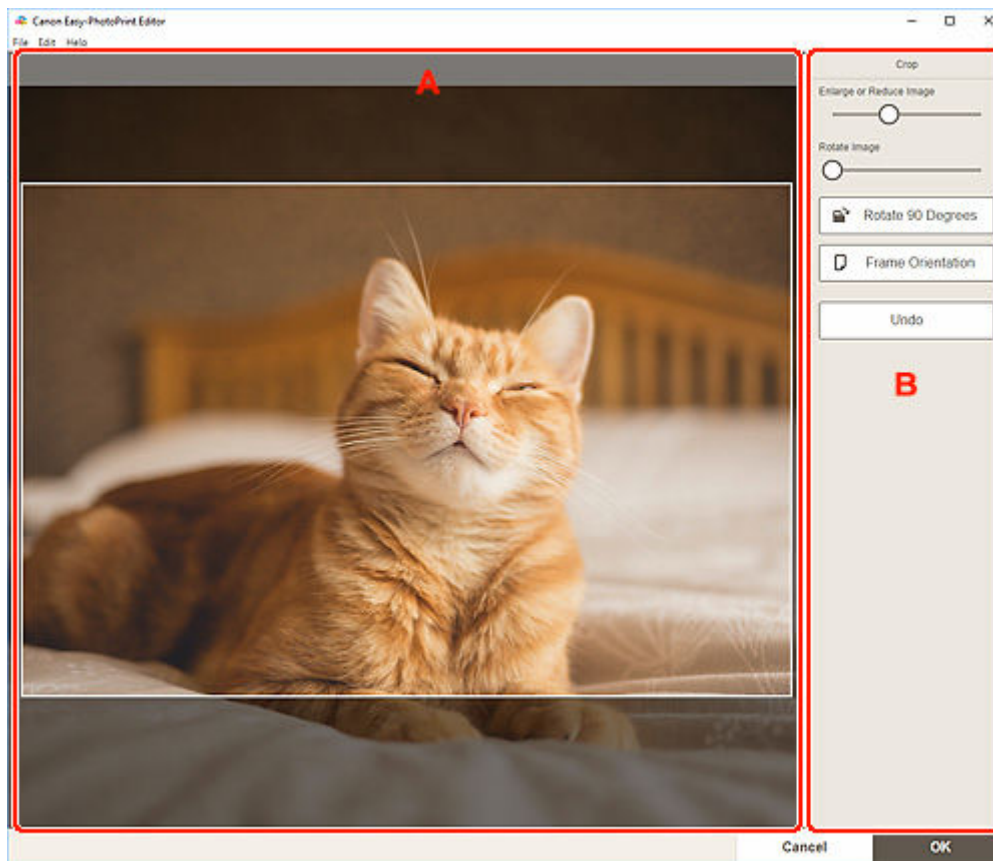 Canon Easy-PhotoPrint Editor
File Edit Help
A
Crop
Enlarge or Reduce Image
Rotate Image
Rotate 90 Degrees
Frame Orientation
Undo
B
Cancel OK